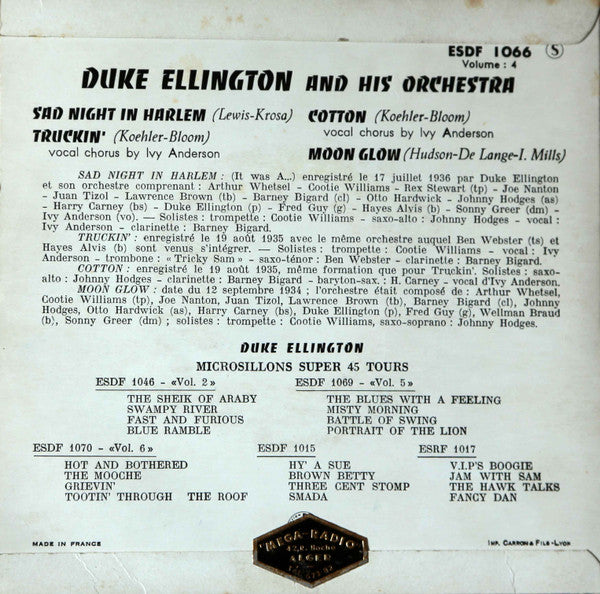 ESDF 1066 Ⓢ
Volume : 4
DUKE ELLINGTON AND HIS ORCHESTRA
SAD NIGHT IN HARLEM (Lewis-Krosa)
TRUCKIN' (Koehler-Bloom)
vocal chorus by Ivy Anderson
COTTON (Koehler-Bloom)
vocal chorus by Ivy Anderson
MOON GLOW (Hudson-De Lange-I. Mills)
SAD NIGHT IN HARLEM : (It was A...) enregistré le 17 juillet 1936 par Duke Ellington
et son orchestre comprenant : Arthur Whetsel - Cootie Williams - Rex Stewart (tp) - Joe Nanton
- Juan Tizol - Lawrence Brown (tb) - Barney Bigard (cl) - Otto Hardwick - Johnny Hodges (as)
- Harry Carney (bs) - Duke Ellington (p) - Fred Guy (g) - Hayes Alvis (b) - Sonny Greer (dm) -
Ivy Anderson (vo). — Solistes : trompette : Cootie Williams - saxo-alto : Johnny Hodges - vocal :
Ivy Anderson - clarinette : Barney Bigard.
TRUCKIN' : enregistré le 19 août 1935 avec le même orchestre auquel Ben Webster (ts) et
Hayes Alvis (b) sont venus s'intégrer. — Solistes : trompette : Cootie Williams - vocal : Ivy
Anderson - trombone : « Tricky Sam » - saxo-ténor : Ben Webster - clarinette : Barney Bigard.
COTTON : enregistré le 19 août 1935, même formation que pour Truckin'. Solistes : saxo-
alto : Johnny Hodges - clarinette : Barney Bigard - baryton-sax. : H. Carney - vocal d'Ivy Anderson.
MOON GLOW : date du 12 septembre 1934 ; l'orchestre était composé de : Arthur Whetsel,
Cootie Williams (tp), Joe Nanton, Juan Tizol, Lawrence Brown (tb), Barney Bigard (cl), Johnny
Hodges, Otto Hardwick (as), Harry Carney (bs), Duke Ellington (p), Fred Guy (g), Wellman Braud
(b), Sonny Greer (dm) ; solistes : trompette : Cootie Williams, saxo-soprano : Johnny Hodges.
DUKE ELLINGTON
MICROSILLONS SUPER 45 TOURS
ESDF 1046 - «Vol. 2»
THE SHEIK OF ARABY
SWAMPY RIVER
FAST AND FURIOUS
BLUE RAMBLE
ESDF 1069 - «Vol. 5»
THE BLUES WITH A FEELING
MISTY MORNING
BATTLE OF SWING
PORTRAIT OF THE LION
ESDF 1070 - «Vol. 6»
HOT AND BOTHERED
THE MOOCHE
GRIEVIN'
TOOTIN' THROUGH THE ROOF
ESDF 1015
HY' A SUE
BROWN BETTY
THREE CENT STOMP
SMADA
ESRF 1017
V.I.P's BOOGIE
JAM WITH SAM
THE HAWK TALKS
FANCY DAN
MADE IN FRANCE
MEGA-RADIO
ALGER
IMP. CARRON & FILS-LYON